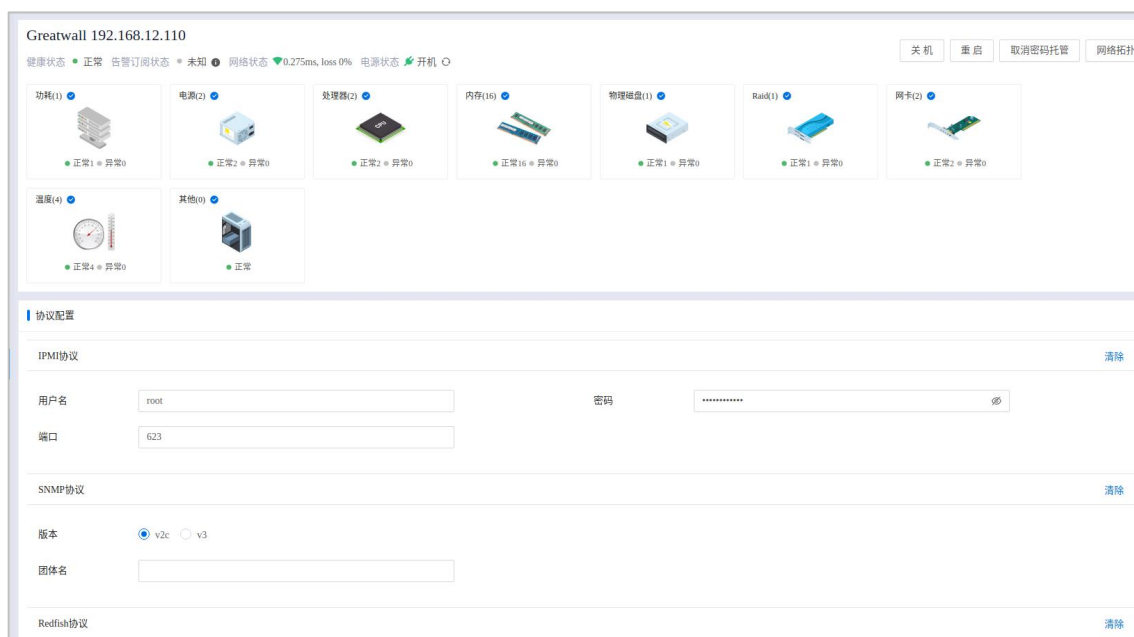 Greatwall 192.168.12.110
关 机 重 启 取消密码托管 网络拓扑
健康状态 正常 告警订阅状态 未知 网络状态 0.275ms, loss 0% 电源状态 开机
功耗(1) 电源(2) 处理器(2) 内存(16) 物理磁盘(1) Raid(1) 网卡(2)
CPU
正常1 异常0 正常2 异常0 正常2 异常0 正常16 异常0 正常1 异常0 正常1 异常0 正常2 异常0
温度(4) 其他(0)
正常4 异常0 正常
协议配置
IPMI协议 清除
用户名 root 密码 ••••••••••••
端口 623
SNMP协议 清除
版本 v2c v3
团体名
Redfish协议 清除